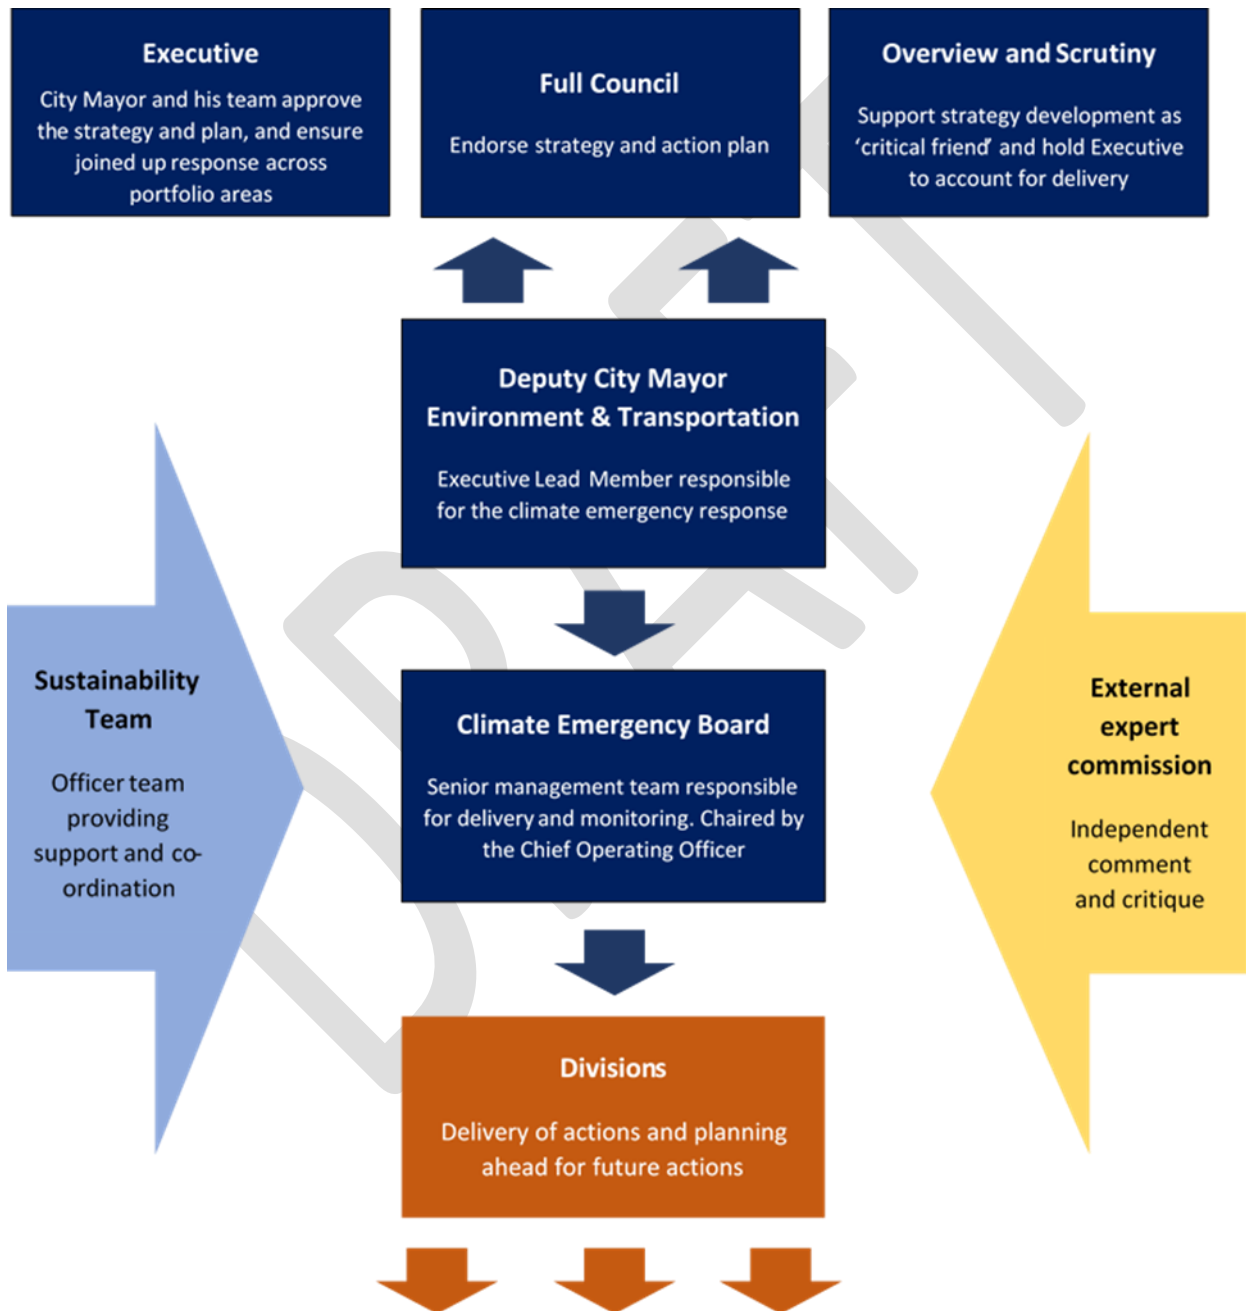 Executive
City Mayor and his team approve
the strategy and plan, and ensure
joined up response across
portfolio areas
Full Council
Endorse strategy and action plan
Overview and Scrutiny
Support strategy development as
‘critical friend’ and hold Executive
to account for delivery
Deputy City Mayor
Environment & Transportation
Executive Lead Member responsible
for the climate emergency response
Sustainability
Team
Officer team
providing
support and co-
ordination
Climate Emergency Board
Senior management team responsible
for delivery and monitoring. Chaired by
the Chief Operating Officer
External
expert
commission
Independent
comment
and critique
Divisions
Delivery of actions and planning
ahead for future actions
DRAFT